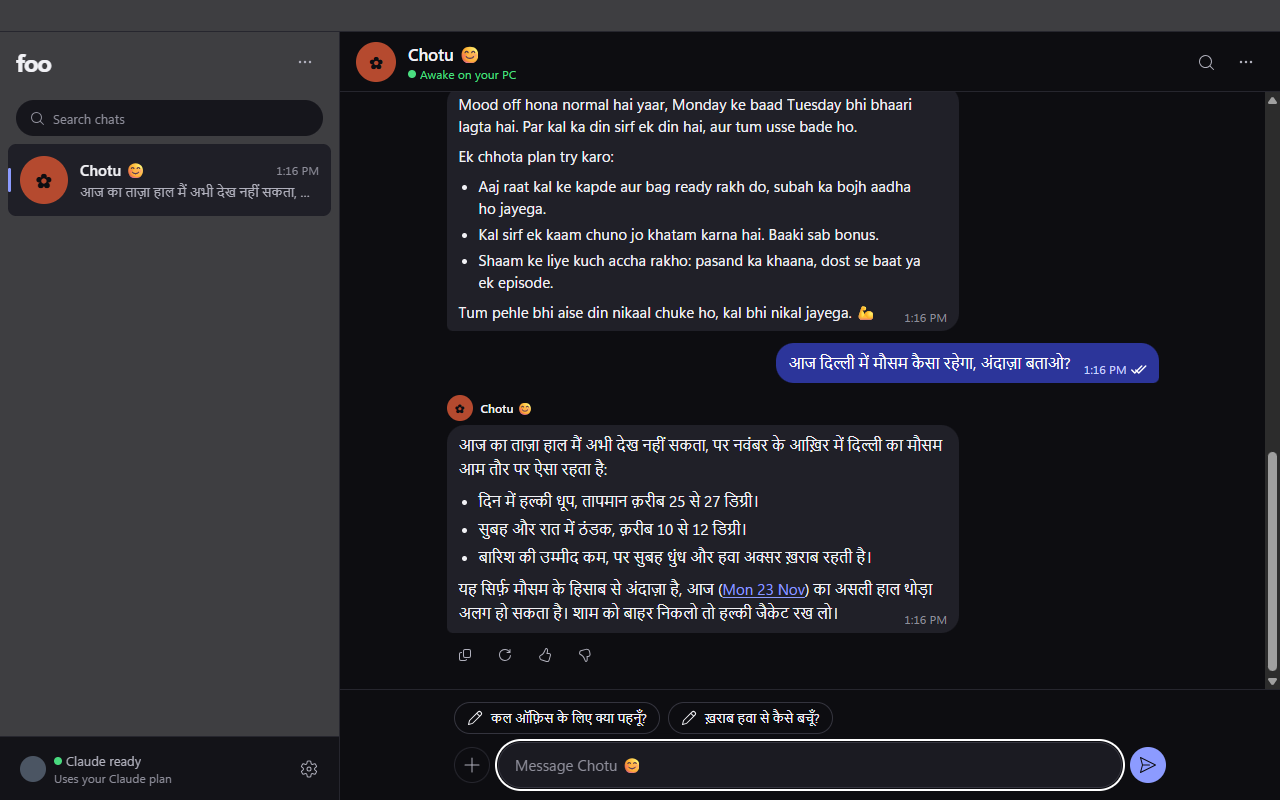 foo
Search chats
Chotu 😊
1:16 PM
आज का ताज़ा हाल मैं अभी देख नहीं सकता, ...
Claude ready
Uses your Claude plan
Chotu 😊
Awake on your PC
Mood off hona normal hai yaar, Monday ke baad Tuesday bhi bhaari
lagta hai. Par kal ka din sirf ek din hai, aur tum usse bade ho.
Ek chhota plan try karo:
• Aaj raat kal ke kapde aur bag ready rakh do, subah ka bojh aadha
ho jayega.
• Kal sirf ek kaam chuno jo khatam karna hai. Baaki sab bonus.
• Shaam ke liye kuch accha rakho: pasand ka khaana, dost se baat ya
ek episode.
Tum pehle bhi aise din nikaal chuke ho, kal bhi nikal jayega. 💪
1:16 PM
आज दिल्ली में मौसम कैसा रहेगा, अंदाज़ा बताओ?
1:16 PM
Chotu 😊
आज का ताज़ा हाल मैं अभी देख नहीं सकता, पर नवंबर के आख़िर में दिल्ली का मौसम
आम तौर पर ऐसा रहता है:
• दिन में हल्की धूप, तापमान क़रीब 25 से 27 डिग्री।
• सुबह और रात में ठंडक, क़रीब 10 से 12 डिग्री।
• बारिश की उम्मीद कम, पर सुबह धुंध और हवा अक्सर ख़राब रहती है।
यह सिर्फ़ मौसम के हिसाब से अंदाज़ा है, आज (Mon 23 Nov) का असली हाल थोड़ा
अलग हो सकता है। शाम को बाहर निकलो तो हल्की जैकेट रख लो।
1:16 PM
कल ऑफ़िस के लिए क्या पहनूँ?
ख़राब हवा से कैसे बचूँ?
Message Chotu 😊